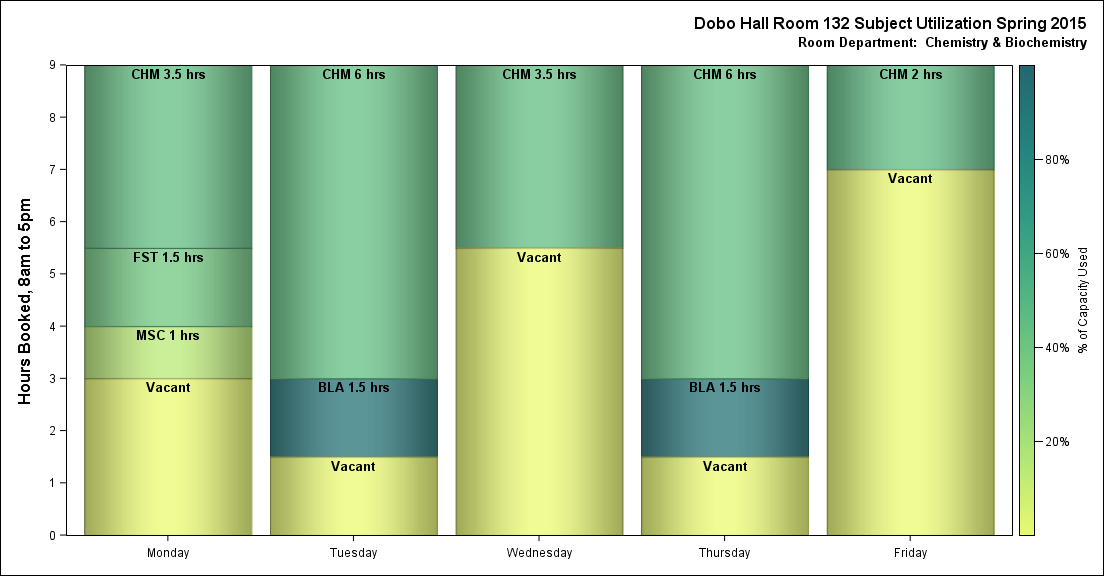 Dobo Hall Room 132 Subject Utilization Spring 2015
Room Department:  Chemistry & Biochemistry
Hours Booked, 8am to 5pm
9
8
7
6
5
4
3
2
1
0
CHM 3.5 hrs
FST 1.5 hrs
MSC 1 hrs
Vacant
CHM 6 hrs
BLA 1.5 hrs
Vacant
CHM 3.5 hrs
Vacant
CHM 6 hrs
BLA 1.5 hrs
Vacant
CHM 2 hrs
Vacant
Monday
Tuesday
Wednesday
Thursday
Friday
80%
60%
40%
20%
% of Capacity Used